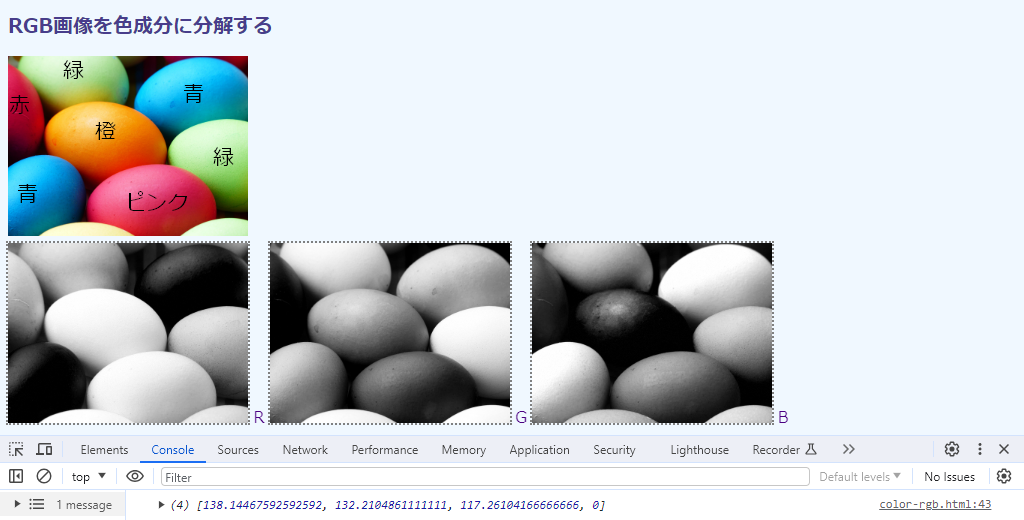 RGB画像を色成分に分解する
緑
青
赤
橙
緑
青
ピンク
R G B
Elements Console Sources Network Performance Memory Application Security Lighthouse Recorder
top Filter Default levels No Issues
1 message (4) [138.14467592592592, 132.2104861111111, 117.26104166666666, 0] color-rgb.html:43